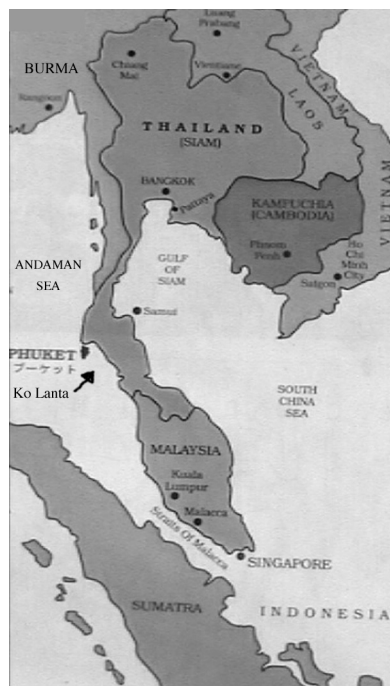 Luang
Prabang
BURMA
Chiang
Mai
Vientiane
VIETNAM
LAOS
Rangoon
THAILAND
(SIAM)
VIETNAM
BANGKOK
Pattaya
KAMPUCHIA
(CAMBODIA)
Phnom
Penh
Ho
Chi
Minh
City
Saigon
GULF
OF
SIAM
ANDAMAN
SEA
Samui
PHUKET
プーケット
Ko Lanta
SOUTH
CHINA
SEA
MALAYSIA
Kuala
Lumpur
Malacca
Straits Of Malacca
SINGAPORE
SUMATRA
INDONESIA